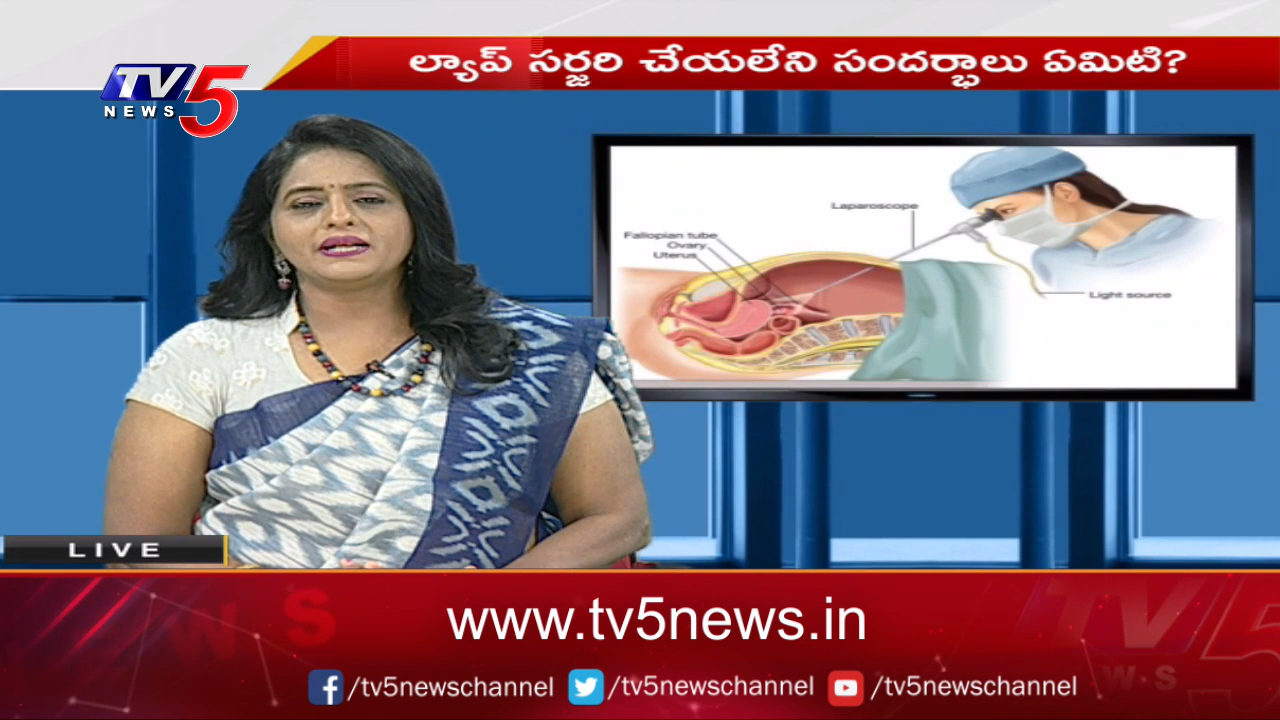 ల్యాప్ సర్జరి చేయలేని సందర్భాలు ఏమిటి?
TV5
NEWS
Laparoscope
Fallopian tube
Ovary
Uterus
Light source
LIVE
www.tv5news.in
/tv5newschannel /tv5newschannel /tv5newschannel